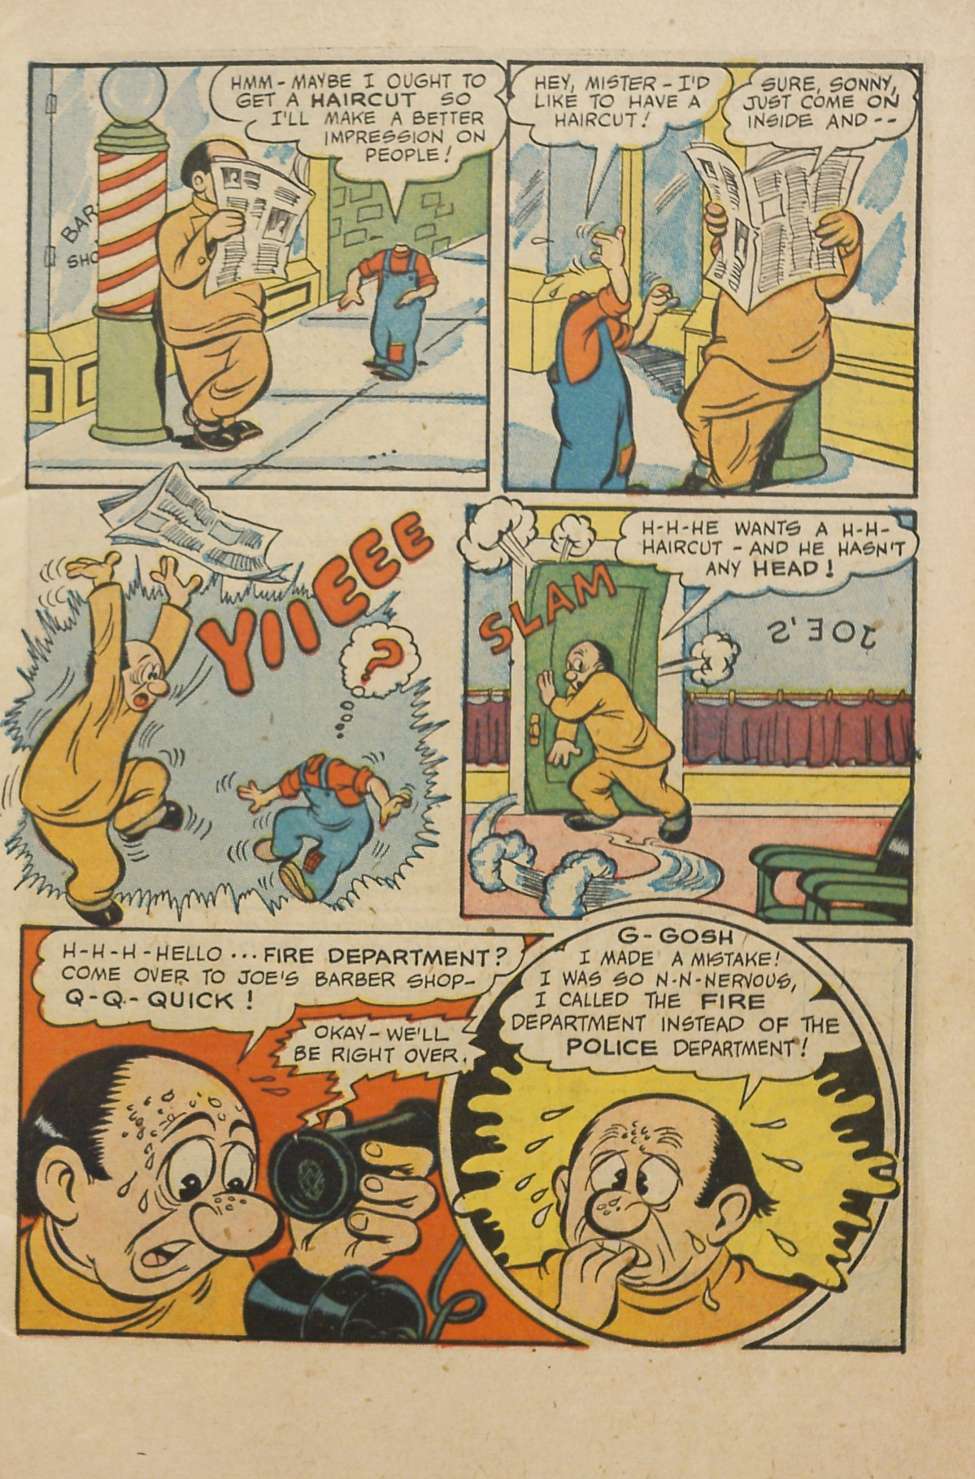 HMM - MAYBE I OUGHT TO
GET A HAIRCUT SO
I'LL MAKE A BETTER
IMPRESSION ON
PEOPLE!
BAR
SHO
HEY, MISTER - I'D
LIKE TO HAVE A
HAIRCUT!
SURE, SONNY,
JUST COME ON
INSIDE AND --
YIIEEE
?
SLAM
H-H-HE WANTS A H-H-
HAIRCUT - AND HE HASN'T
ANY HEAD!
JOE'S
H-H-H-HELLO ... FIRE DEPARTMENT?
COME OVER TO JOE'S BARBER SHOP-
Q-Q-QUICK!
OKAY - WE'LL
BE RIGHT OVER.
G-GOSH
I MADE A MISTAKE!
I WAS SO N-N-NERVOUS,
I CALLED THE FIRE
DEPARTMENT INSTEAD OF THE
POLICE DEPARTMENT!